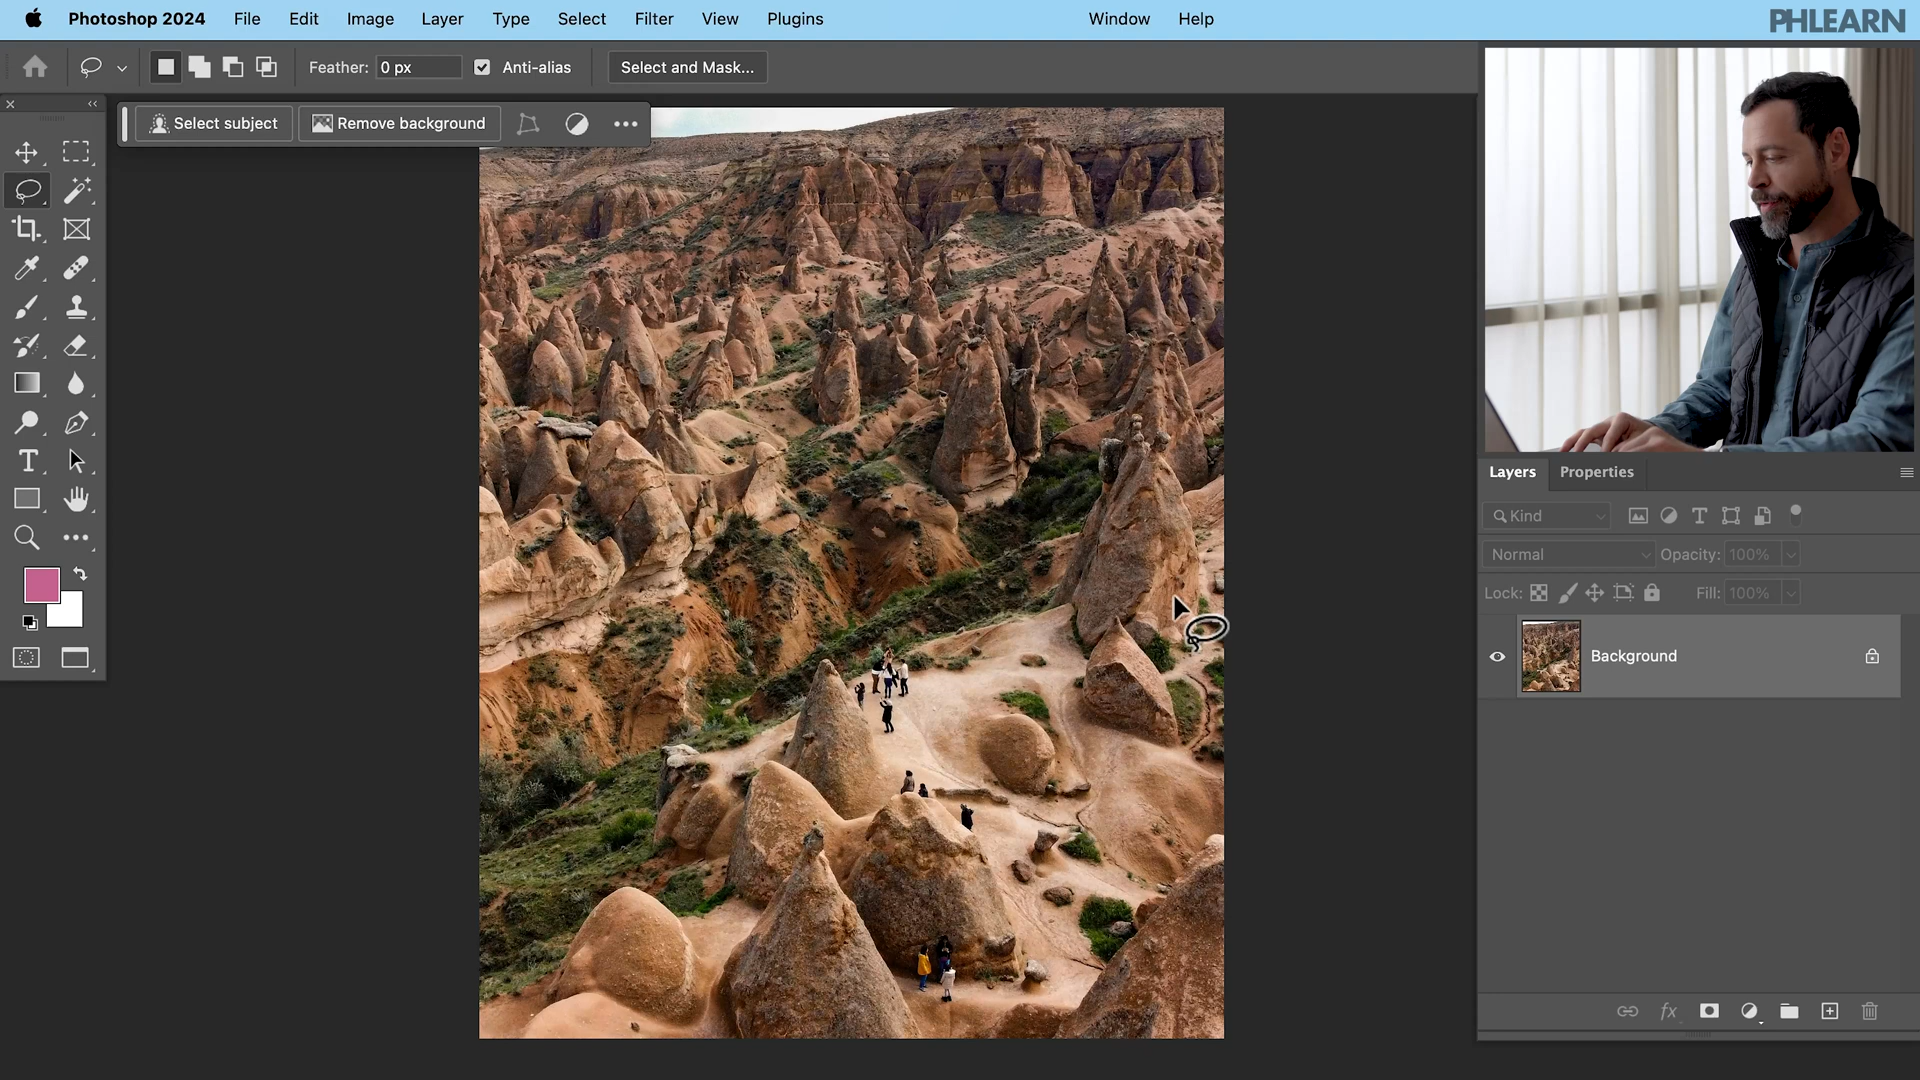 Photoshop 2024 File Edit Image Layer Type Select Filter View Plugins Window Help
PHLEARN
Feather: 0 px Anti-alias Select and Mask...
Select subject Remove background
Layers Properties
Kind
Normal Opacity: 100%
Lock: Fill: 100%
Background